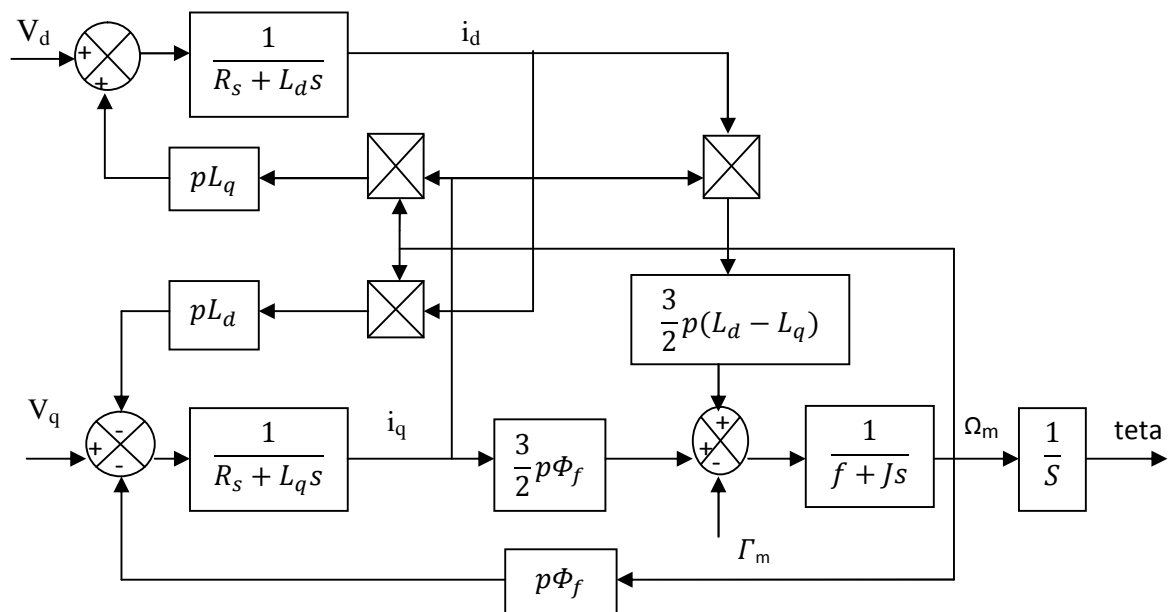 V_d
+
+
1
R_s + L_d s
i_d
pL_q
pL_d
3/2 p(L_d − L_q)
V_q
+
-
-
1
R_s + L_q s
i_q
3/2 pΦ_f
+
+
-
1
f + Js
Ω_m
1
S
teta
Γ_m
pΦ_f